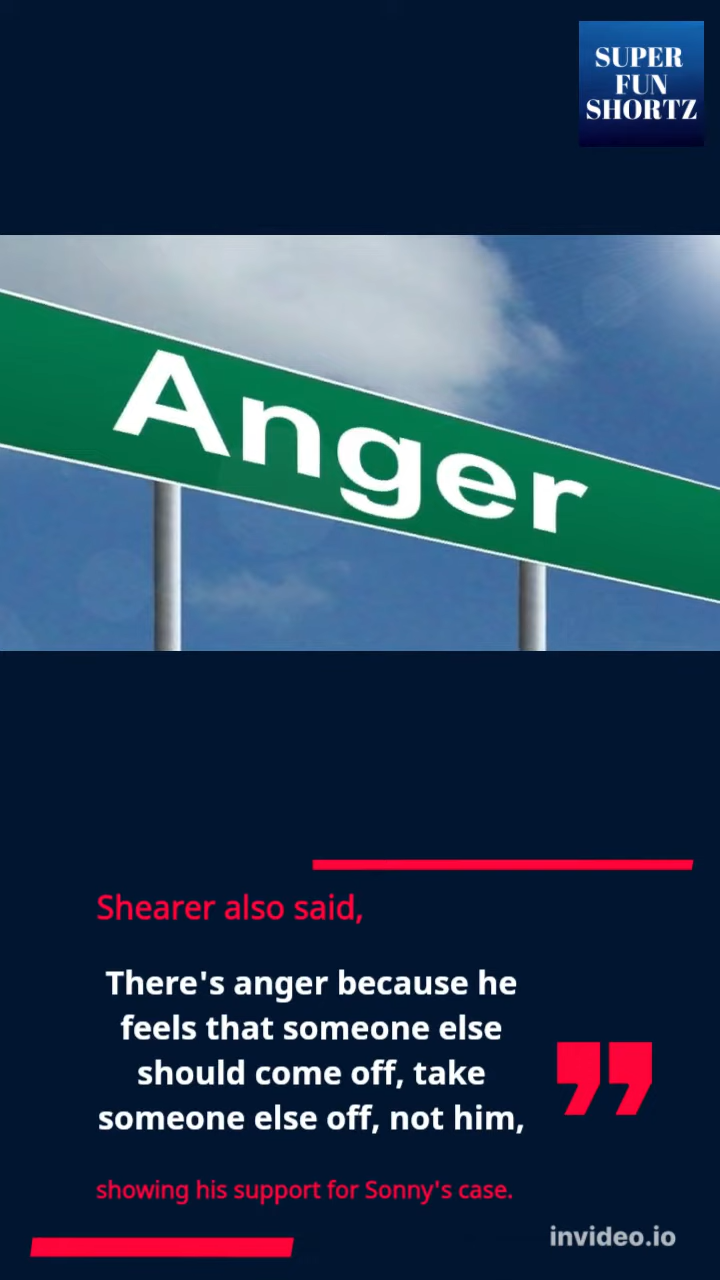 SUPER
FUN
SHORTZ
Anger
Shearer also said,
There's anger because he
feels that someone else
should come off, take
someone else off, not him,
showing his support for Sonny's case.
invideo.io